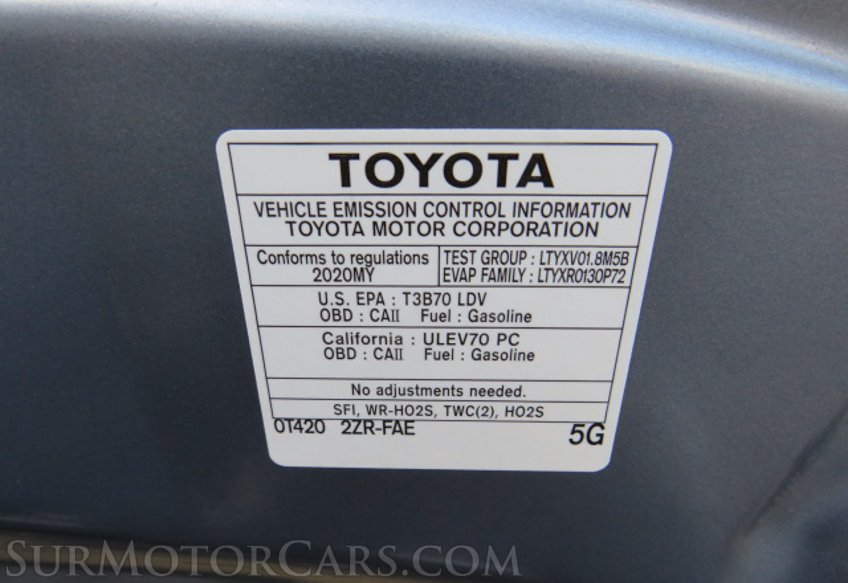 TOYOTA
VEHICLE EMISSION CONTROL INFORMATION
TOYOTA MOTOR CORPORATION
Conforms to regulations
2020MY
TEST GROUP : LTYXV01.8M5B
EVAP FAMILY : LTYXR0130P72
U.S. EPA : T3B70 LDV
OBD : CAII Fuel : Gasoline
California : ULEV70 PC
OBD : CAII Fuel : Gasoline
No adjustments needed.
SFI, WR-HO2S, TWC(2), HO2S
0T420 2ZR-FAE 5G
SurMotorCars.com